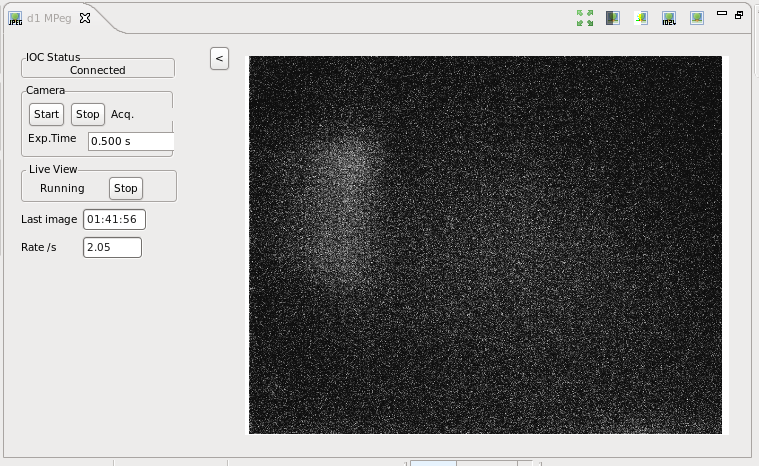 d1 MPeg
IOC Status
Connected
<
Camera
Start Stop Acq.
Exp.Time 0.500 s
Live View
Running Stop
Last image 01:41:56
Rate /s 2.05